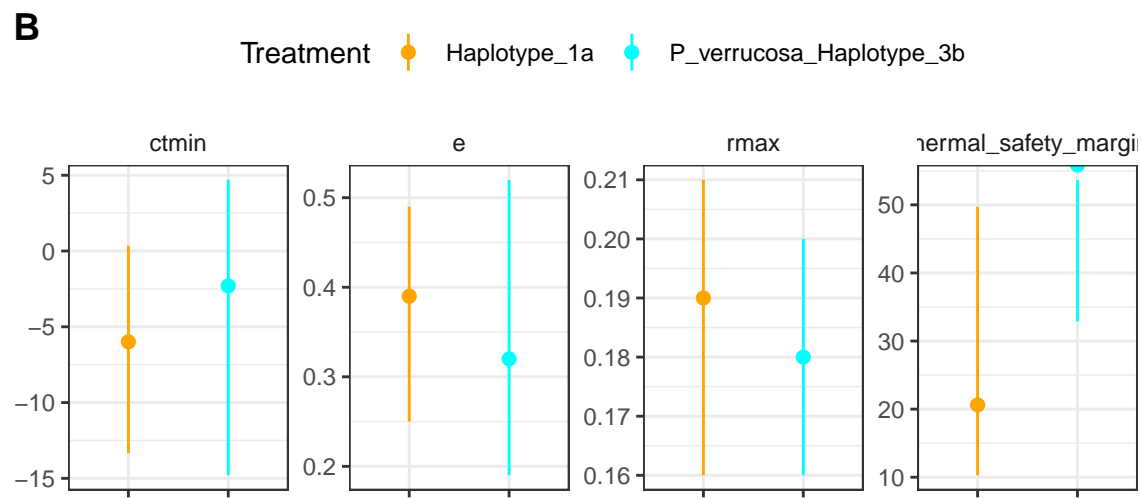 B
Treatment Haplotype_1a P_verrucosa_Haplotype_3b
ctmin e rmax hermal_safety_margin
5 0.5 0.21 50
0 0.4 0.20 40
−5 0.3 0.19 30
−10 0.2 0.18 20
−15 0.17 10
0.16